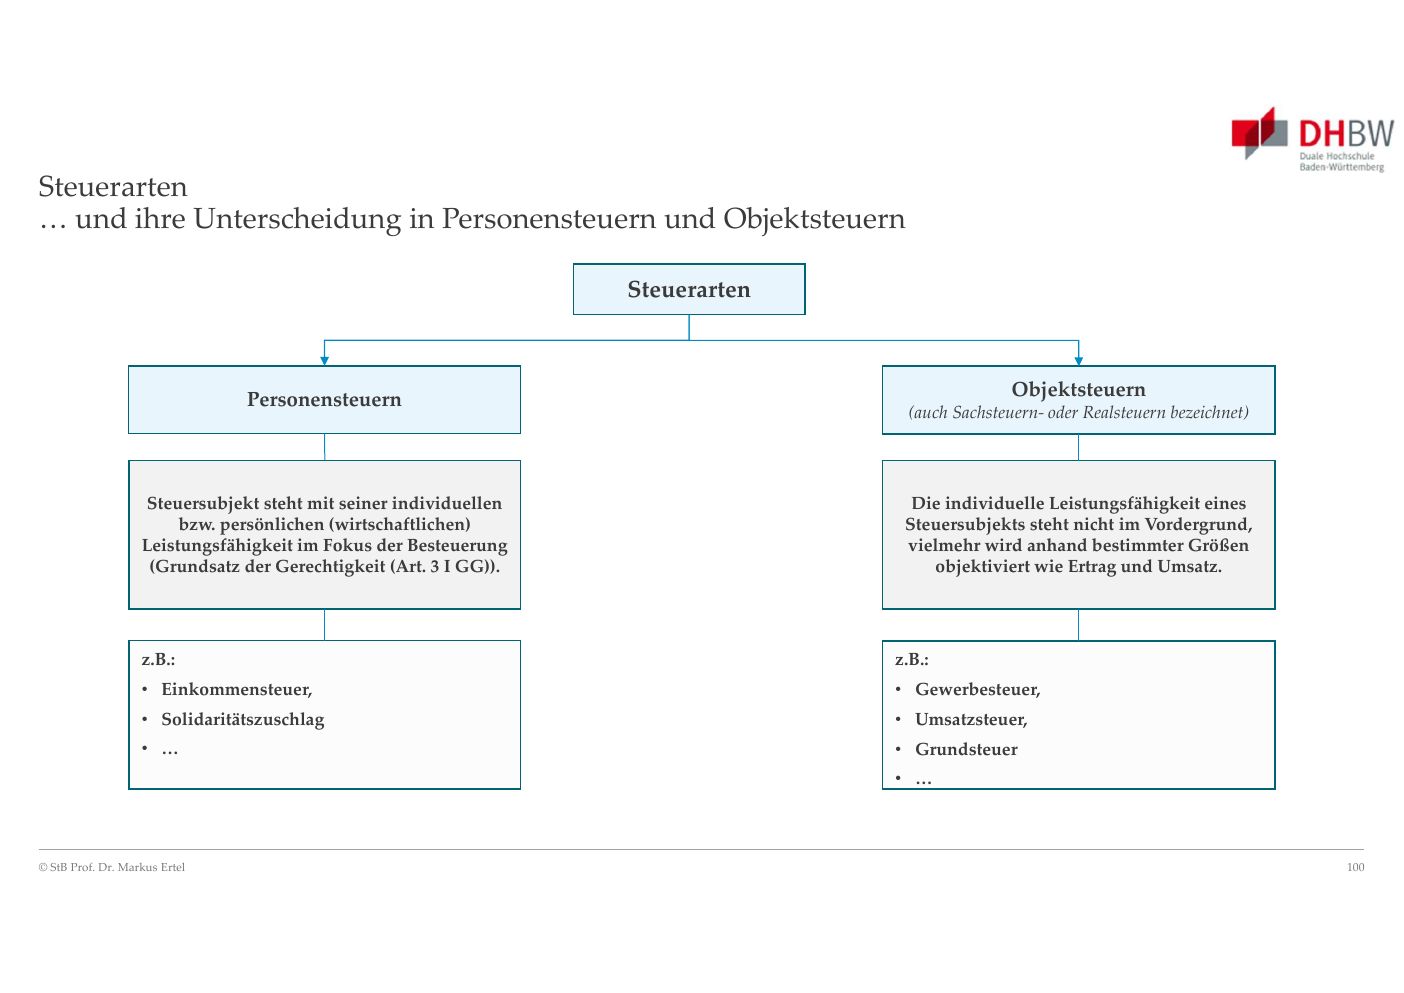 DHBW
Duale Hochschule
Baden-Württemberg
Steuerarten
… und ihre Unterscheidung in Personensteuern und Objektsteuern
Steuerarten
Personensteuern
Steuersubjekt steht mit seiner individuellen
bzw. persönlichen (wirtschaftlichen)
Leistungsfähigkeit im Fokus der Besteuerung
(Grundsatz der Gerechtigkeit (Art. 3 I GG)).
z.B.:
• Einkommensteuer,
• Solidaritätszuschlag
• …
Objektsteuern
(auch Sachsteuern- oder Realsteuern bezeichnet)
Die individuelle Leistungsfähigkeit eines
Steuersubjekts steht nicht im Vordergrund,
vielmehr wird anhand bestimmter Größen
objektiviert wie Ertrag und Umsatz.
z.B.:
• Gewerbesteuer,
• Umsatzsteuer,
• Grundsteuer
• …
© StB Prof. Dr. Markus Ertel
100